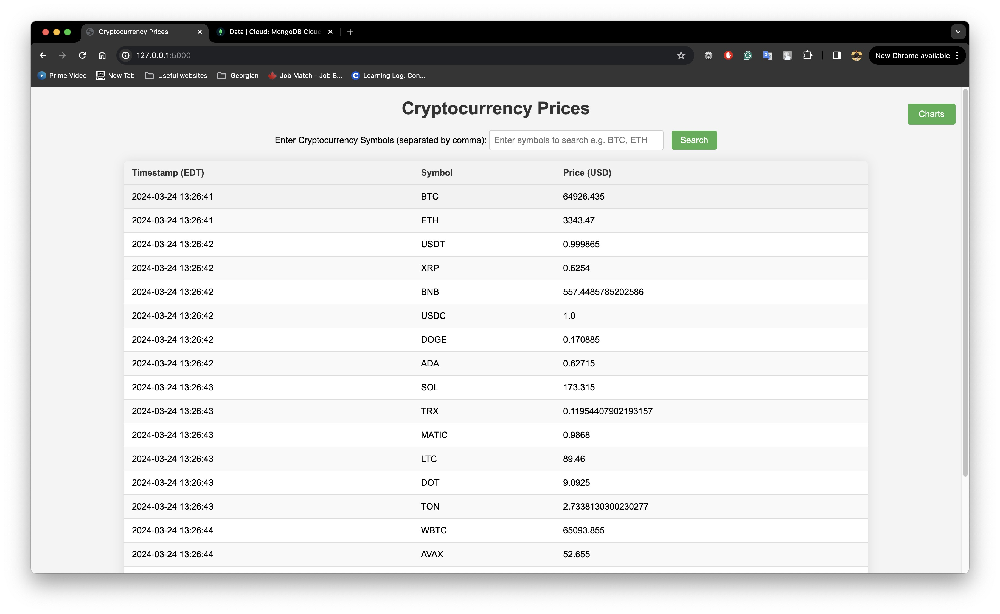 Cryptocurrency Prices
Data | Cloud: MongoDB Cloud
127.0.0.1:5000
New Chrome available
Prime Video
New Tab
Useful websites
Georgian
Job Match - Job B...
Learning Log: Con...
Cryptocurrency Prices
Charts
Enter Cryptocurrency Symbols (separated by comma): Enter symbols to search e.g. BTC, ETH Search
Timestamp (EDT) Symbol Price (USD)
2024-03-24 13:26:41 BTC 64926.435
2024-03-24 13:26:41 ETH 3343.47
2024-03-24 13:26:42 USDT 0.999865
2024-03-24 13:26:42 XRP 0.6254
2024-03-24 13:26:42 BNB 557.4485785202586
2024-03-24 13:26:42 USDC 1.0
2024-03-24 13:26:42 DOGE 0.170885
2024-03-24 13:26:42 ADA 0.62715
2024-03-24 13:26:43 SOL 173.315
2024-03-24 13:26:43 TRX 0.11954407902193157
2024-03-24 13:26:43 MATIC 0.9868
2024-03-24 13:26:43 LTC 89.46
2024-03-24 13:26:43 DOT 9.0925
2024-03-24 13:26:43 TON 2.7338130300230277
2024-03-24 13:26:44 WBTC 65093.855
2024-03-24 13:26:44 AVAX 52.655